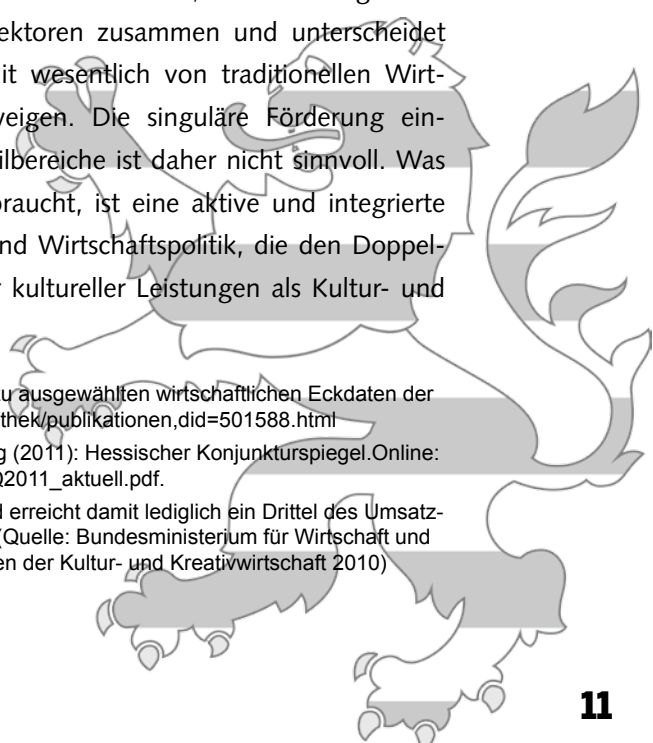 ektoren zusammen und unterscheidet
it wesentlich von traditionellen Wirt-
weigen. Die singuläre Förderung ein-
ilbereiche ist daher nicht sinnvoll. Was
braucht, ist eine aktive und integrierte
nd Wirtschaftspolitik, die den Doppel-
r kultureller Leistungen als Kultur- und
zu ausgewählten wirtschaftlichen Eckdaten der
thek/publikationen,did=501588.html
g (2011): Hessischer Konjunkturspiegel.Online:
Q2011_aktuell.pdf.
d erreicht damit lediglich ein Drittel des Umsatz-
(Quelle: Bundesministerium für Wirtschaft und
en der Kultur- und Kreativwirtschaft 2010)
11